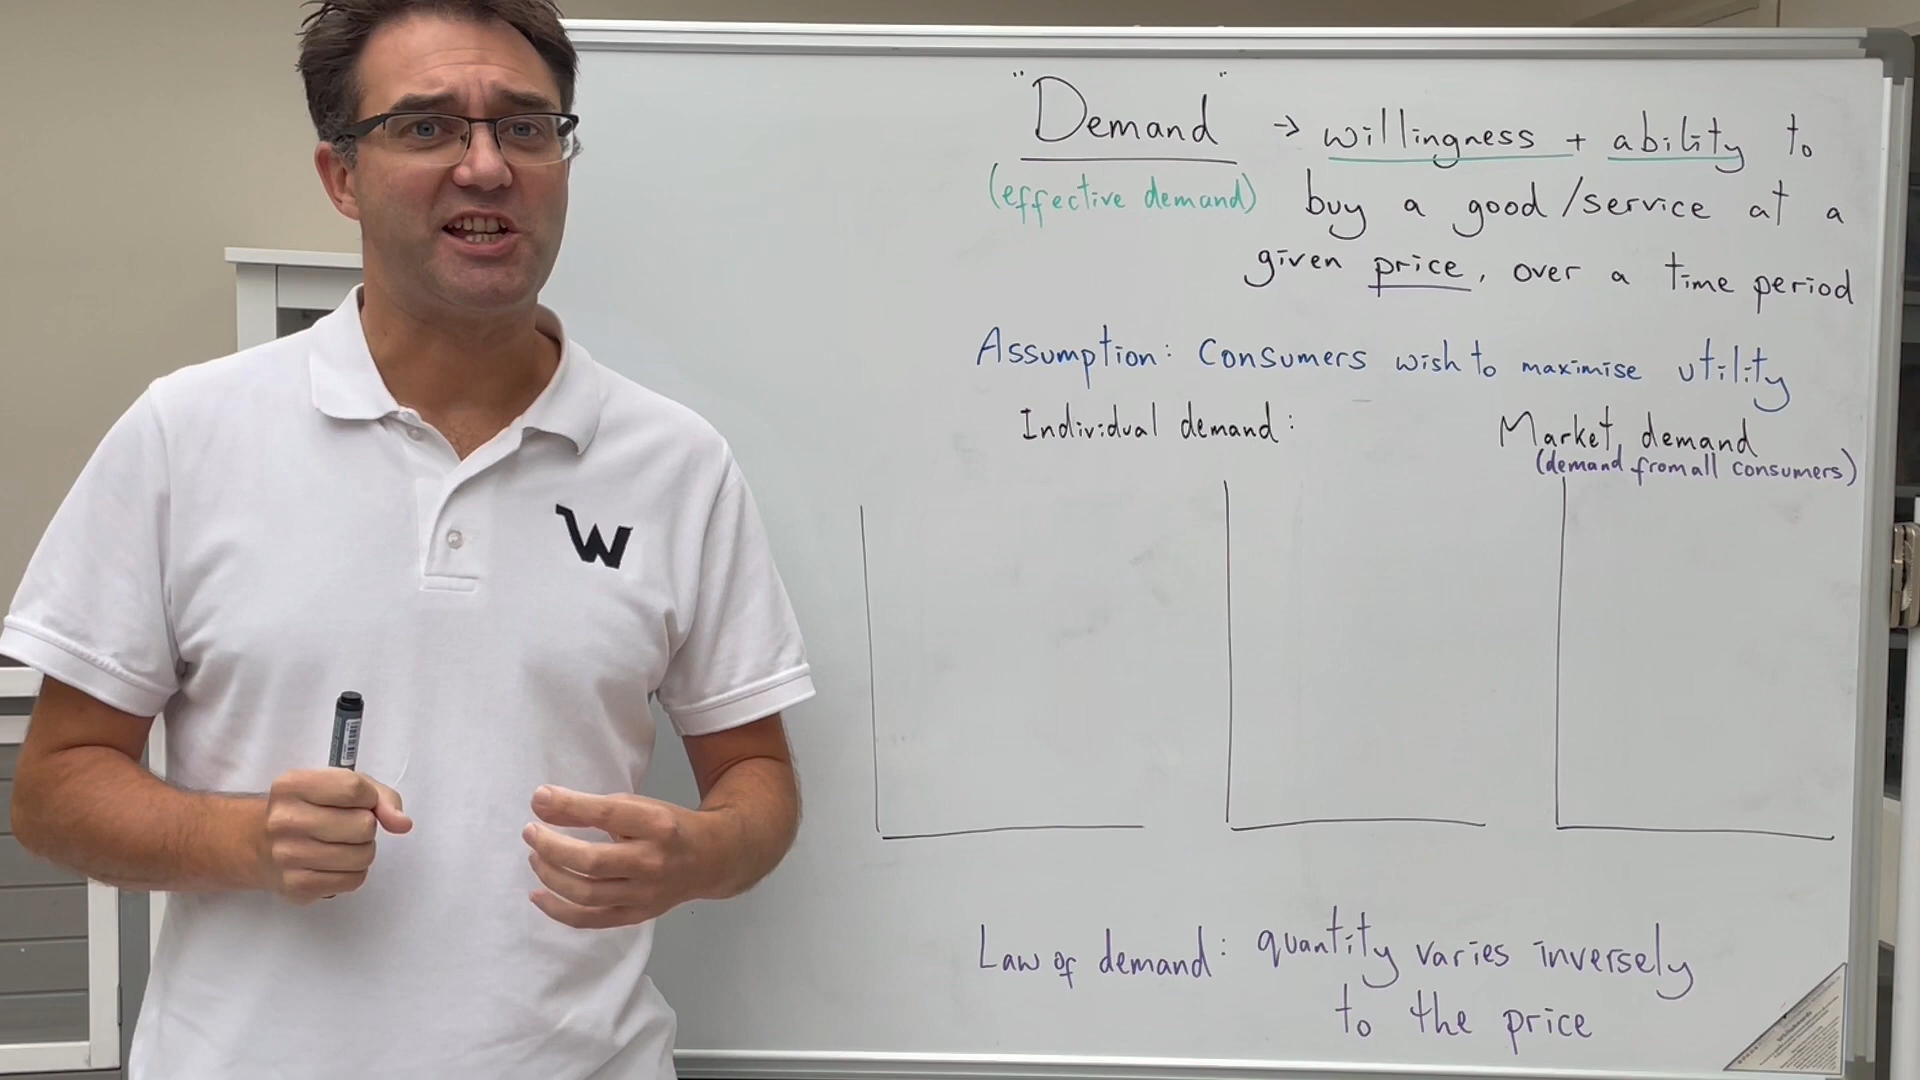 "Demand" → willingness + ability to
(effective demand) buy a good/service at a
given price, over a time period
Assumption: Consumers wish to maximise utility
Individual demand:
Market demand
(demand from all consumers)
W
Law of demand: quantity varies inversely
to the price